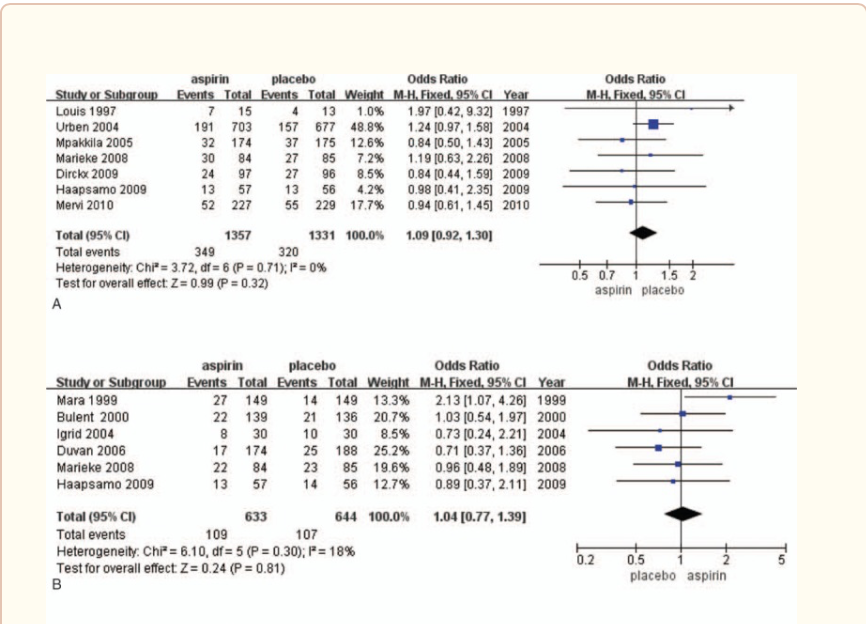 aspirin placebo Odds Ratio Odds Ratio
Study or Subgroup Events Total Events Total Weight M-H, Fixed, 95% CI Year M-H, Fixed, 95% CI
Louis 1997 7 15 4 13 1.0% 1.97 [0.42, 9.32] 1997
Urben 2004 191 703 157 677 48.8% 1.24 [0.97, 1.58] 2004
Mpakkila 2005 32 174 37 175 12.6% 0.84 [0.50, 1.43] 2005
Marieke 2008 30 84 27 85 7.2% 1.19 [0.63, 2.26] 2008
Dirckx 2009 24 97 27 96 8.5% 0.84 [0.44, 1.59] 2009
Haapsamo 2009 13 57 13 56 4.2% 0.98 [0.41, 2.35] 2009
Mervi 2010 52 227 55 229 17.7% 0.94 [0.61, 1.45] 2010
Total (95% CI) 1357 1331 100.0% 1.09 [0.92, 1.30]
Total events 349 320
Heterogeneity: Chi² = 3.72, df = 6 (P = 0.71); I² = 0%
Test for overall effect: Z = 0.99 (P = 0.32)
0.5 0.7 1 1.5 2
aspirin placebo
A
aspirin placebo Odds Ratio Odds Ratio
Study or Subgroup Events Total Events Total Weight M-H, Fixed, 95% CI Year M-H, Fixed, 95% CI
Mara 1999 27 149 14 149 13.3% 2.13 [1.07, 4.26] 1999
Bulent 2000 22 139 21 136 20.7% 1.03 [0.54, 1.97] 2000
Igrid 2004 8 30 10 30 8.5% 0.73 [0.24, 2.21] 2004
Duvan 2006 17 174 25 188 25.2% 0.71 [0.37, 1.36] 2006
Marieke 2008 22 84 23 85 19.6% 0.96 [0.48, 1.89] 2008
Haapsamo 2009 13 57 14 56 12.7% 0.89 [0.37, 2.11] 2009
Total (95% CI) 633 644 100.0% 1.04 [0.77, 1.39]
Total events 109 107
Heterogeneity: Chi² = 6.10, df = 5 (P = 0.30); I² = 18%
Test for overall effect: Z = 0.24 (P = 0.81)
0.2 0.5 1 2 5
placebo aspirin
B